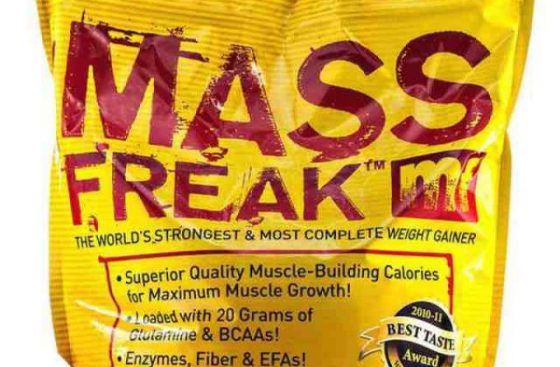 MASS
FREAK™ mf
THE WORLD'S STRONGEST & MOST COMPLETE WEIGHT GAINER
• Superior Quality Muscle-Building Calories
for Maximum Muscle Growth!
• Loaded with 20 Grams of
Glutamine & BCAAs!
• Enzymes, Fiber & EFAs!
2010-11
BEST TASTE
Award